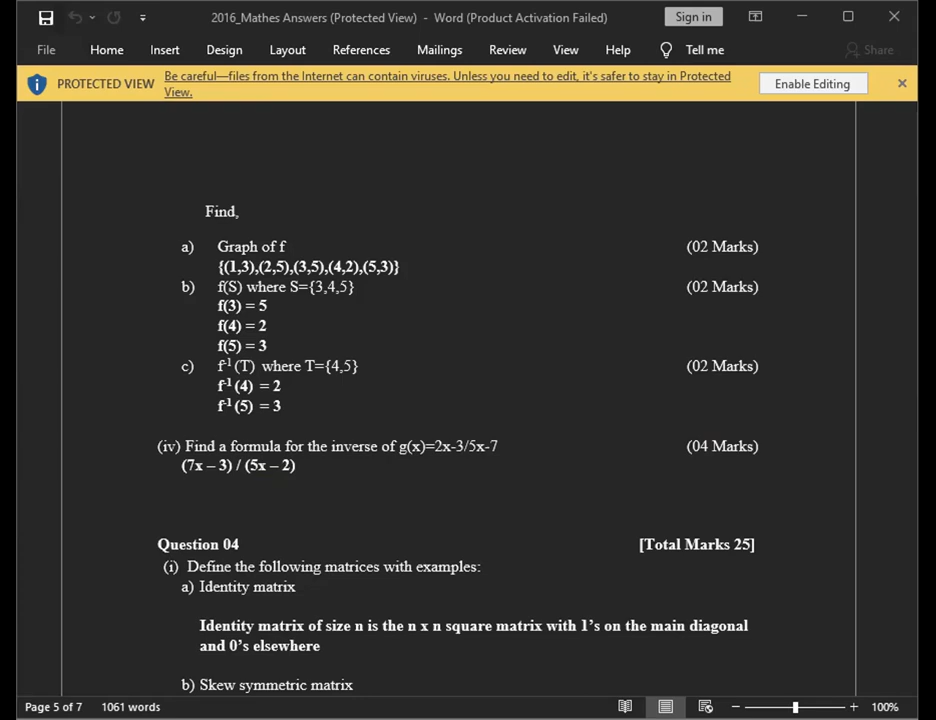 2016_Mathes Answers (Protected View) - Word (Product Activation Failed)
Sign in
File Home Insert Design Layout References Mailings Review View Help Tell me Share
PROTECTED VIEW Be careful—files from the Internet can contain viruses. Unless you need to edit, it's safer to stay in Protected View. Enable Editing
Find,
a) Graph of f (02 Marks)
{(1,3),(2,5),(3,5),(4,2),(5,3)}
b) f(S) where S={3,4,5} (02 Marks)
f(3) = 5
f(4) = 2
f(5) = 3
c) f⁻¹ (T) where T={4,5} (02 Marks)
f⁻¹ (4) = 2
f⁻¹ (5) = 3
(iv) Find a formula for the inverse of g(x)=2x-3/5x-7 (04 Marks)
(7x – 3) / (5x – 2)
Question 04 [Total Marks 25]
(i) Define the following matrices with examples:
a) Identity matrix
Identity matrix of size n is the n x n square matrix with 1’s on the main diagonal
and 0’s elsewhere
b) Skew symmetric matrix
Page 5 of 7 1061 words 100%